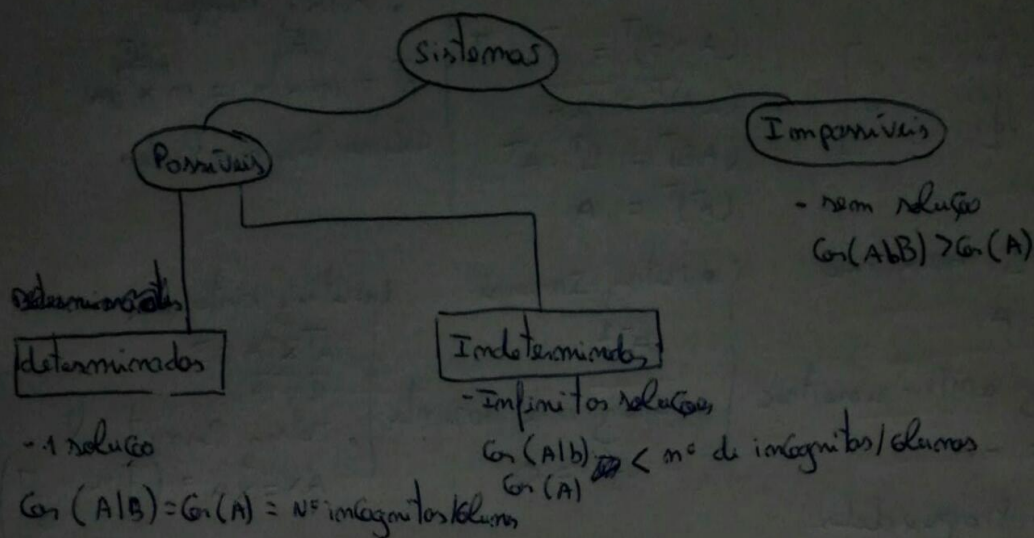 Sistemas
Possíveis
Impossíveis
- sem solução
Car(A|B) > Car(A)
determinados
Indeterminados
- Infinitas soluções
Car(A|b) < nº de incógnitas/colunas
Car(A)
- 1 solução
Car(A|B) = Car(A) = Nº incógnitas/colunas